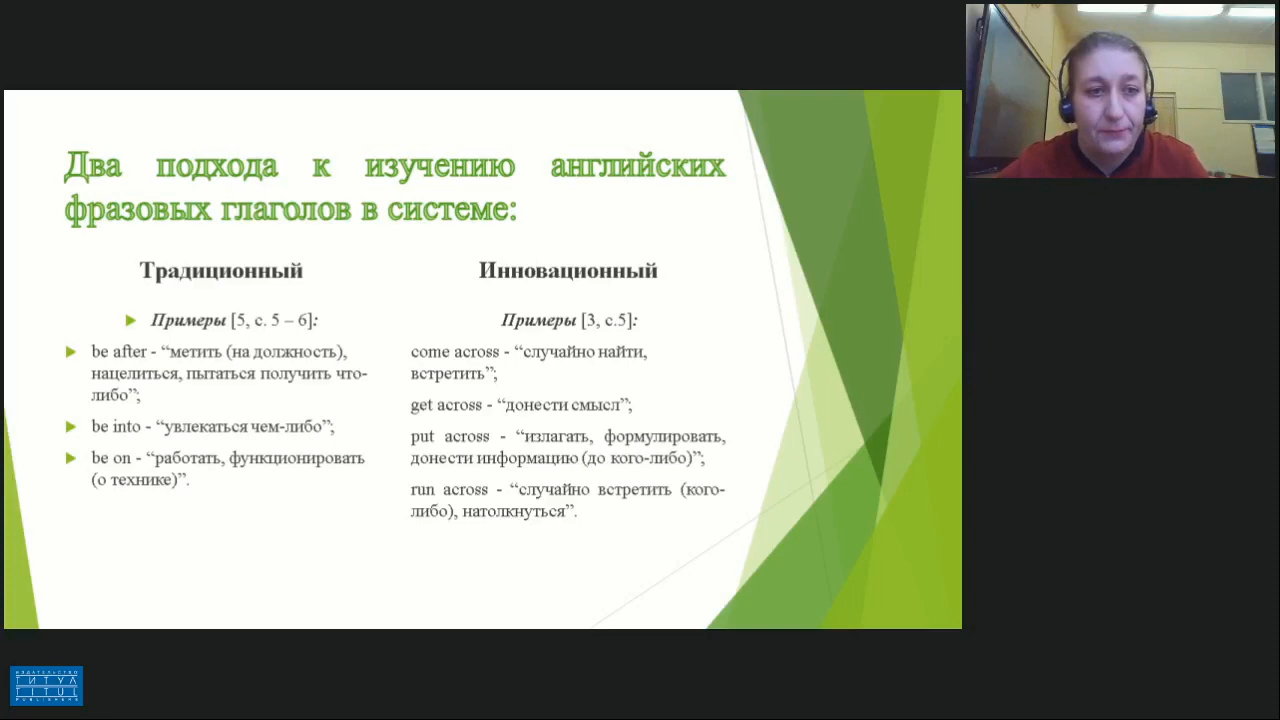 Два подхода к изучению английских
фразовых глаголов в системе:
Традиционный
Примеры [5, с. 5 – 6]:
be after - “метить (на должность),
нацелиться, пытаться получить что-
либо”;
be into - “увлекаться чем-либо”;
be on - “работать, функционировать
(о технике)”.
Инновационный
Примеры [3, с.5]:
come across - “случайно найти,
встретить”;
get across - “донести смысл”;
put across - “излагать, формулировать,
донести информацию (до кого-либо)”;
run across - “случайно встретить (кого-
либо), натолкнуться”.
ИЗДАТЕЛЬСТВО
ТИТУЛ
TITUL
PUBLISHERS